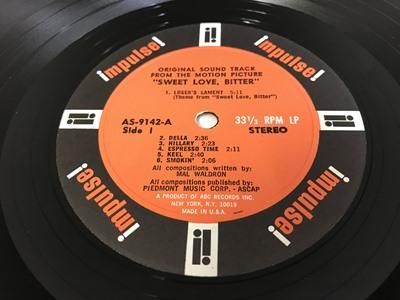 impulse!
i!
impulse!
ORIGINAL SOUND TRACK
FROM THE MOTION PICTURE
"SWEET LOVE, BITTER"
1. LOSER'S LAMENT 5:11
(Theme from "Sweet Love, Bitter")
AS-9142-A
Side 1
33⅓ RPM LP
STEREO
2. DELLA 2:36
3. HILLARY 2:23
4. ESPRESSO TIME 2:11
5. KEEL 2:40
6. SMOKIN' 2:06
All compositions written by:
MAL WALDRON
All compositions published by:
PIEDMONT MUSIC CORP. - ASCAP
A PRODUCT OF ABC RECORDS INC.
NEW YORK, N.Y. 10019
MADE IN U.S.A.
i!
i!
impulse!
i!
impulse!